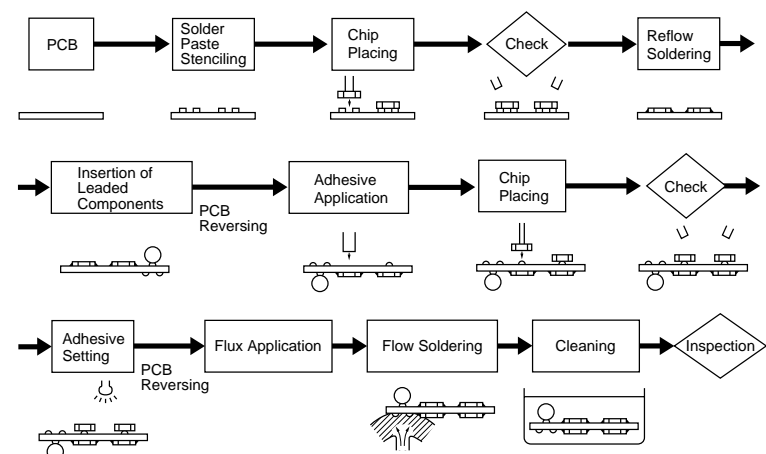 PCB
Solder
Paste
Stenciling
Chip
Placing
Check
Reflow
Soldering
Insertion of
Leaded
Components
PCB
Reversing
Adhesive
Application
Chip
Placing
Check
Adhesive
Setting
PCB
Reversing
Flux Application
Flow Soldering
Cleaning
Inspection